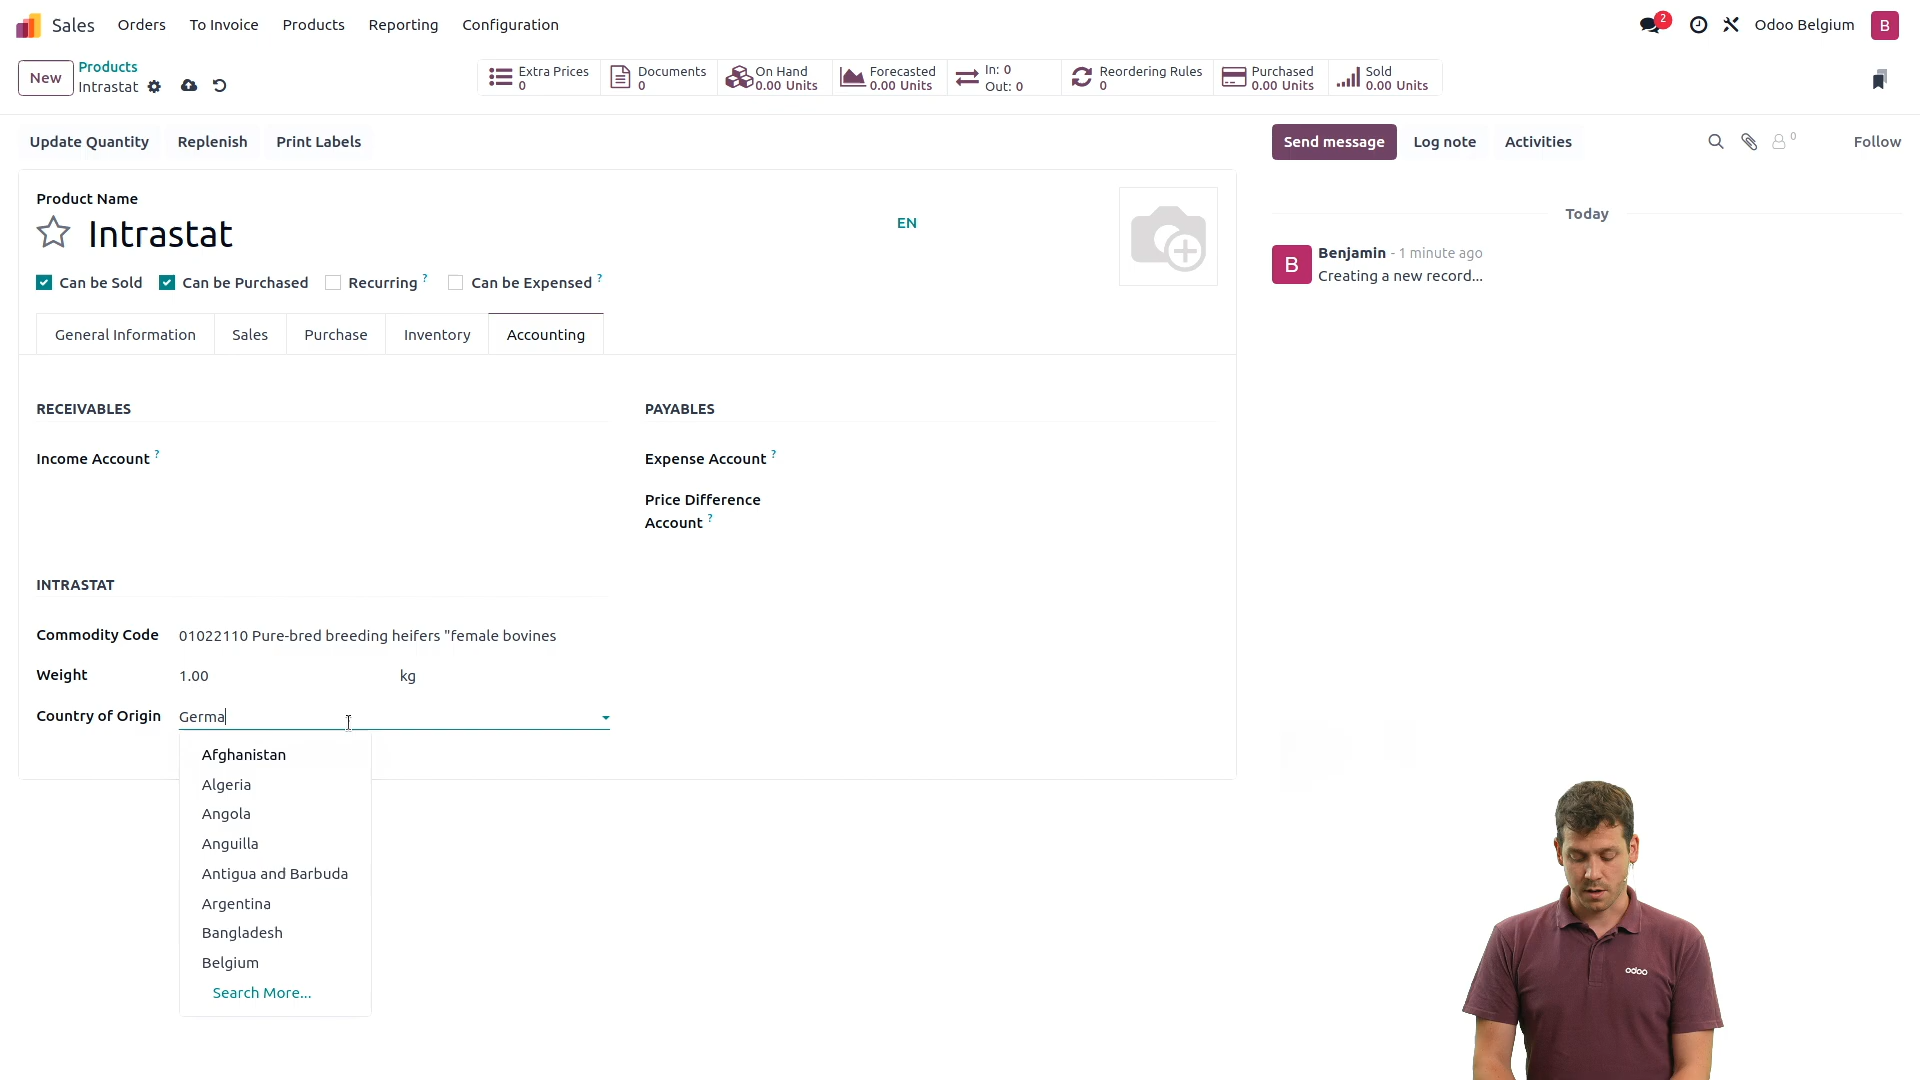 Sales Orders To Invoice Products Reporting Configuration
2 Odoo Belgium B
New Products
Intrastat
Extra Prices 0
Documents 0
On Hand 0.00 Units
Forecasted 0.00 Units
In: 0
Out: 0
Reordering Rules 0
Purchased 0.00 Units
Sold 0.00 Units
Update Quantity Replenish Print Labels
Send message Log note Activities 0 Follow
Product Name
Intrastat EN
Can be Sold Can be Purchased Recurring ? Can be Expensed ?
General Information Sales Purchase Inventory Accounting
RECEIVABLES
Income Account ?
PAYABLES
Expense Account ?
Price Difference
Account ?
INTRASTAT
Commodity Code 01022110 Pure-bred breeding heifers "female bovines
Weight 1.00 kg
Country of Origin Germa
Afghanistan
Algeria
Angola
Anguilla
Antigua and Barbuda
Argentina
Bangladesh
Belgium
Search More...
Today
B Benjamin - 1 minute ago
Creating a new record...
odoo